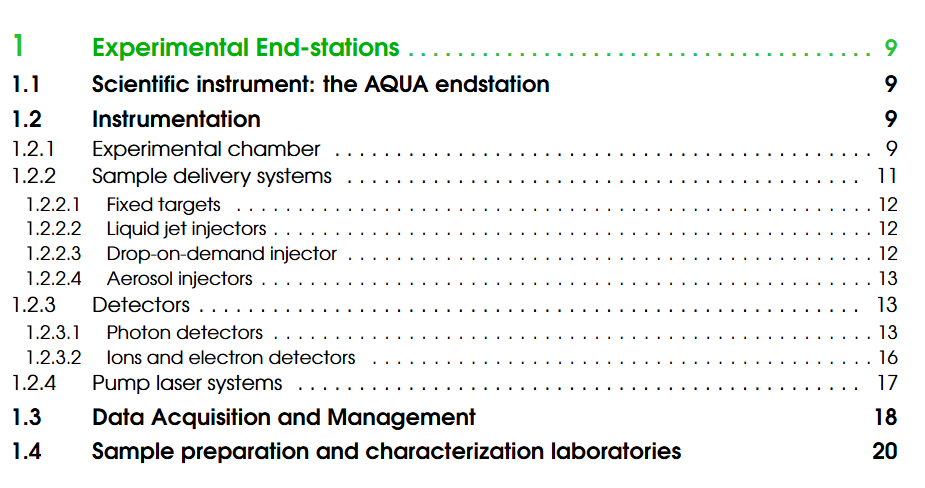 1 Experimental End-stations . . . . . . . . . . . . . . . . . . . . . . . . . . . . . . . . . . . . . . 9
1.1 Scientific instrument: the AQUA endstation 9
1.2 Instrumentation 9
1.2.1 Experimental chamber . . . . . . . . . . . . . . . . . . . . . . . . . . . . . . . . . . . . . . . . . . . . 9
1.2.2 Sample delivery systems . . . . . . . . . . . . . . . . . . . . . . . . . . . . . . . . . . . . . . . . . . 11
1.2.2.1 Fixed targets . . . . . . . . . . . . . . . . . . . . . . . . . . . . . . . . . . . . . . . . . . . . . . . . . . . . 12
1.2.2.2 Liquid jet injectors . . . . . . . . . . . . . . . . . . . . . . . . . . . . . . . . . . . . . . . . . . . . . . . . . 12
1.2.2.3 Drop-on-demand injector . . . . . . . . . . . . . . . . . . . . . . . . . . . . . . . . . . . . . . . . . . . 12
1.2.2.4 Aerosol injectors . . . . . . . . . . . . . . . . . . . . . . . . . . . . . . . . . . . . . . . . . . . . . . . . . . 13
1.2.3 Detectors . . . . . . . . . . . . . . . . . . . . . . . . . . . . . . . . . . . . . . . . . . . . . . . . . . . . . . 13
1.2.3.1 Photon detectors . . . . . . . . . . . . . . . . . . . . . . . . . . . . . . . . . . . . . . . . . . . . . . . . . 13
1.2.3.2 Ions and electron detectors . . . . . . . . . . . . . . . . . . . . . . . . . . . . . . . . . . . . . . . . . 16
1.2.4 Pump laser systems . . . . . . . . . . . . . . . . . . . . . . . . . . . . . . . . . . . . . . . . . . . . . . 17
1.3 Data Acquisition and Management 18
1.4 Sample preparation and characterization laboratories 20